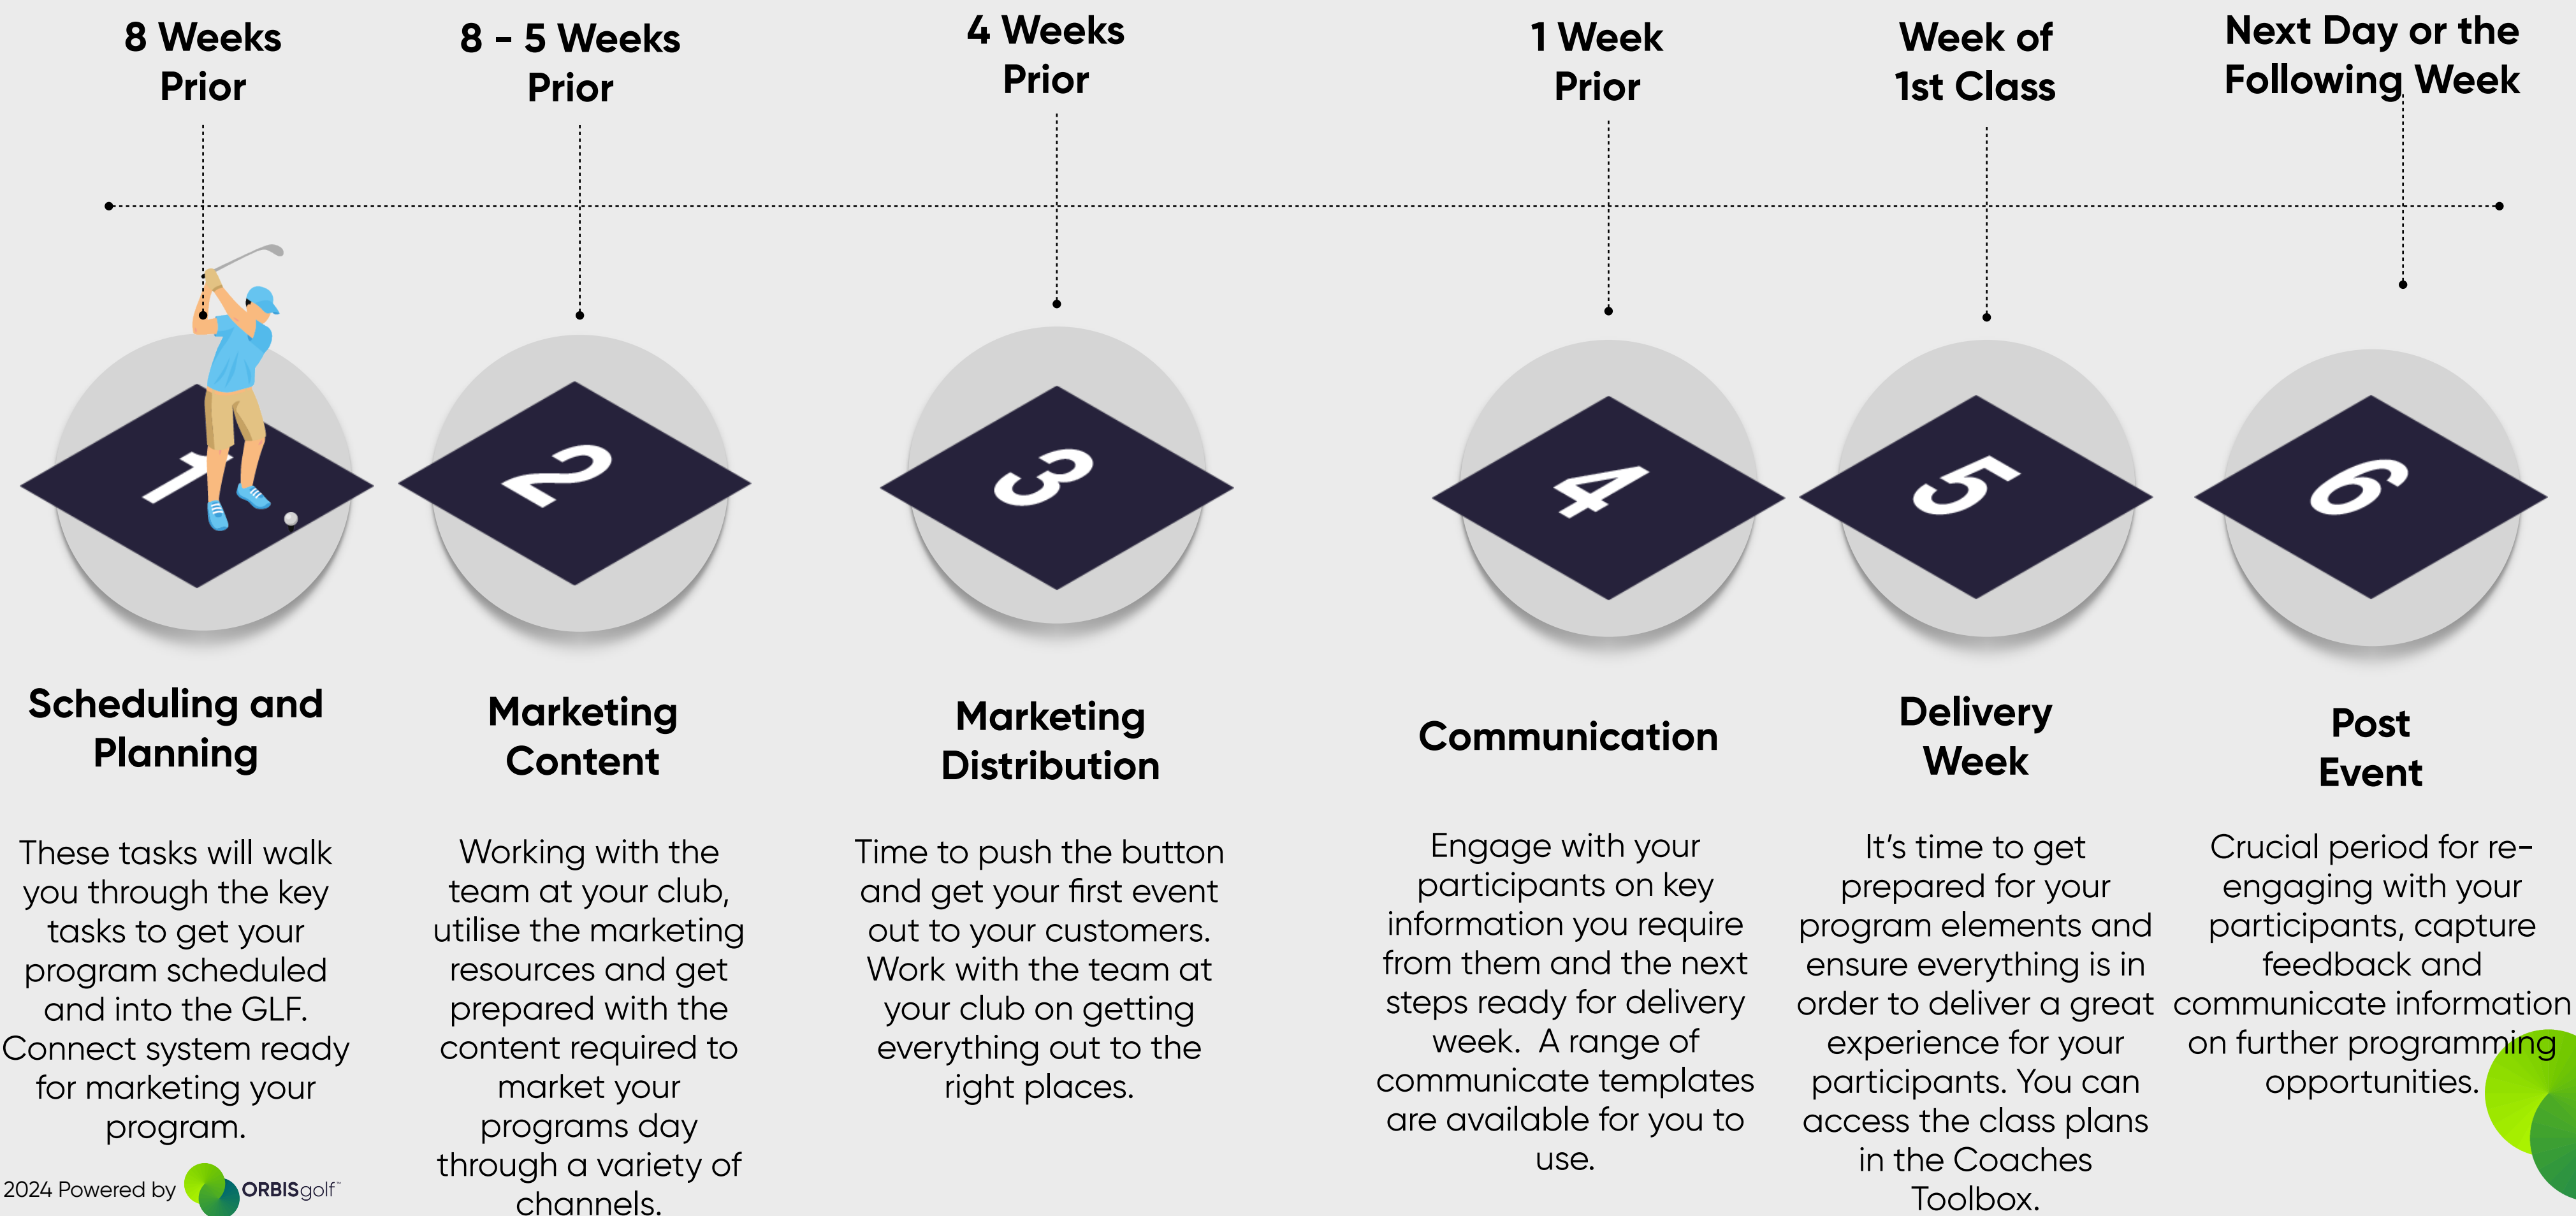 8 Weeks
Prior
8 - 5 Weeks
Prior
4 Weeks
Prior
1 Week
Prior
Week of
1st Class
Next Day or the
Following Week
1
2
3
4
5
6
Scheduling and
Planning
These tasks will walk
you through the key
tasks to get your
program scheduled
and into the GLF.
Connect system ready
for marketing your
program.
Marketing
Content
Working with the
team at your club,
utilise the marketing
resources and get
prepared with the
content required to
market your
programs day
through a variety of
channels.
Marketing
Distribution
Time to push the button
and get your first event
out to your customers.
Work with the team at
your club on getting
everything out to the
right places.
Communication
Engage with your
participants on key
information you require
from them and the next
steps ready for delivery
week.  A range of
communicate templates
are available for you to
use.
Delivery
Week
It’s time to get
prepared for your
program elements and
ensure everything is in
order to deliver a great
experience for your
participants. You can
access the class plans
in the Coaches
Toolbox.
Post
Event
Crucial period for re-
engaging with your
participants, capture
feedback and
communicate information
on further programming
opportunities.
2024 Powered by ORBISgolf™